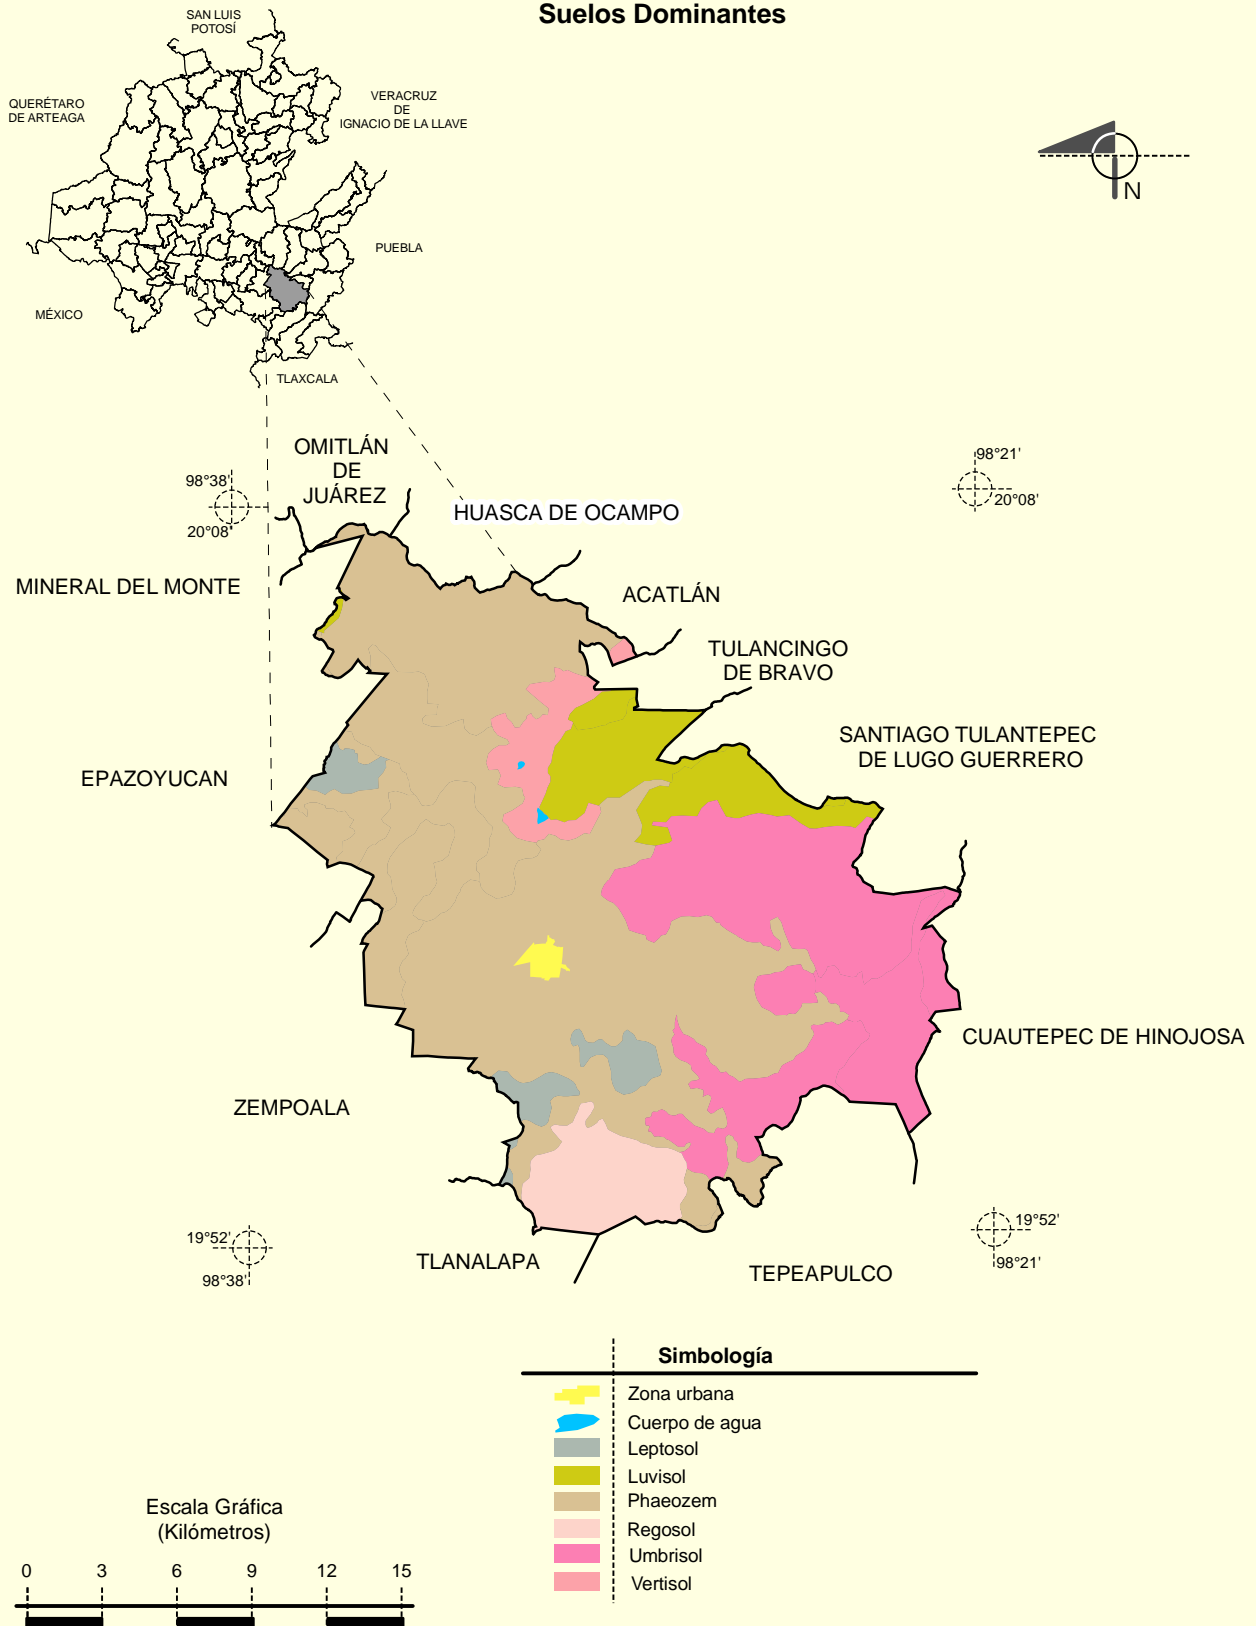 Suelos Dominantes
SAN LUIS
POTOSÍ
QUERÉTARO
DE ARTEAGA
VERACRUZ
DE
IGNACIO DE LA LLAVE
N
PUEBLA
MÉXICO
TLAXCALA
OMITLÁN
DE
JUÁREZ
98°38'
20°08'
98°21'
20°08'
HUASCA DE OCAMPO
MINERAL DEL MONTE
ACATLÁN
TULANCINGO
DE BRAVO
SANTIAGO TULANTEPEC
DE LUGO GUERRERO
EPAZOYUCAN
CUAUTEPEC DE HINOJOSA
ZEMPOALA
19°52'
98°38'
19°52'
98°21'
TLANALAPA
TEPEAPULCO
Simbología
Zona urbana
Cuerpo de agua
Leptosol
Luvisol
Phaeozem
Regosol
Umbrisol
Vertisol
Escala Gráfica
(Kilómetros)
0 3 6 9 12 15